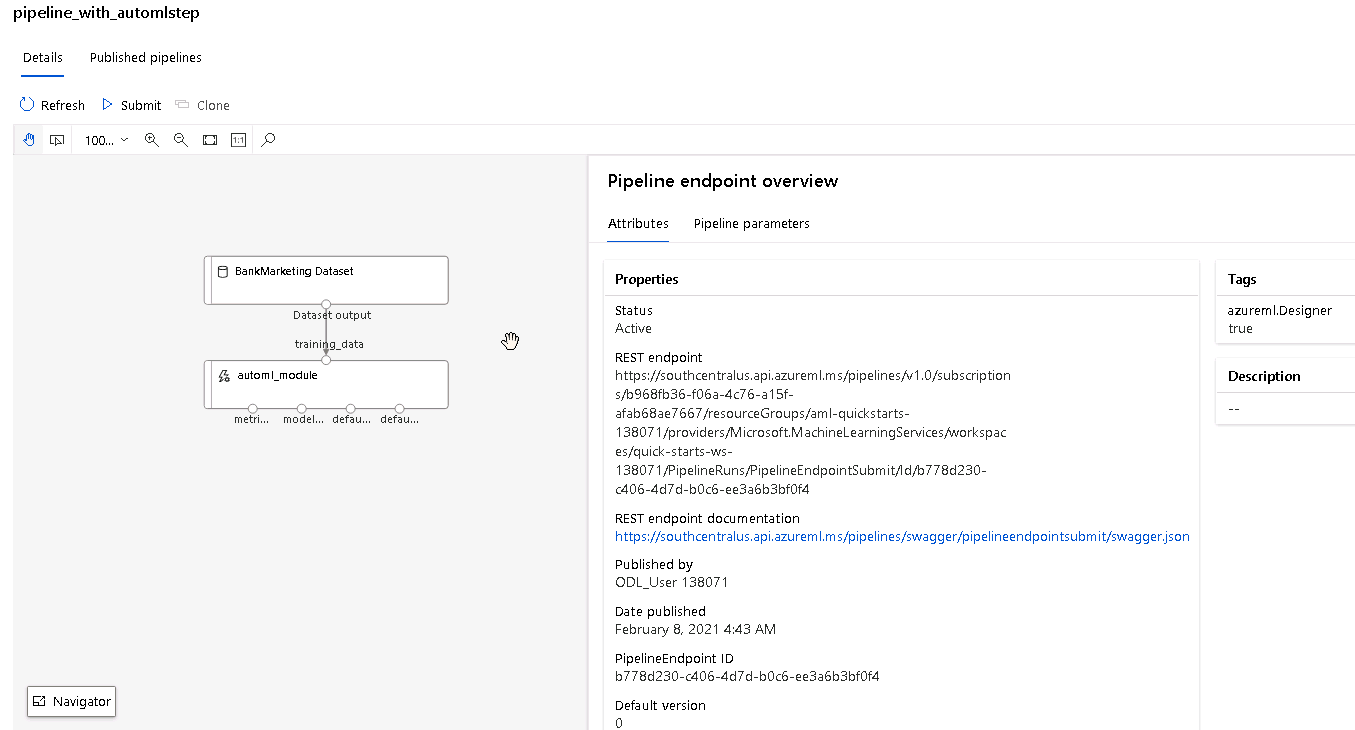 pipeline_with_automlstep
Details Published pipelines
Refresh Submit Clone
100... 1:1
BankMarketing Dataset
Dataset output
training_data
automl_module
metri... model... defau... defau...
Navigator
Pipeline endpoint overview
Attributes Pipeline parameters
Properties
Status
Active
REST endpoint
https://southcentralus.api.azureml.ms/pipelines/v1.0/subscription
s/b968fb36-f06a-4c76-a15f-
afab68ae7667/resourceGroups/aml-quickstarts-
138071/providers/Microsoft.MachineLearningServices/workspac
es/quick-starts-ws-
138071/PipelineRuns/PipelineEndpointSubmit/Id/b778d230-
c406-4d7d-b0c6-ee3a6b3bf0f4
REST endpoint documentation
https://southcentralus.api.azureml.ms/pipelines/swagger/pipelineendpointsubmit/swagger.json
Published by
ODL_User 138071
Date published
February 8, 2021 4:43 AM
PipelineEndpoint ID
b778d230-c406-4d7d-b0c6-ee3a6b3bf0f4
Default version
0
Tags
azureml.Designer
true
Description
--